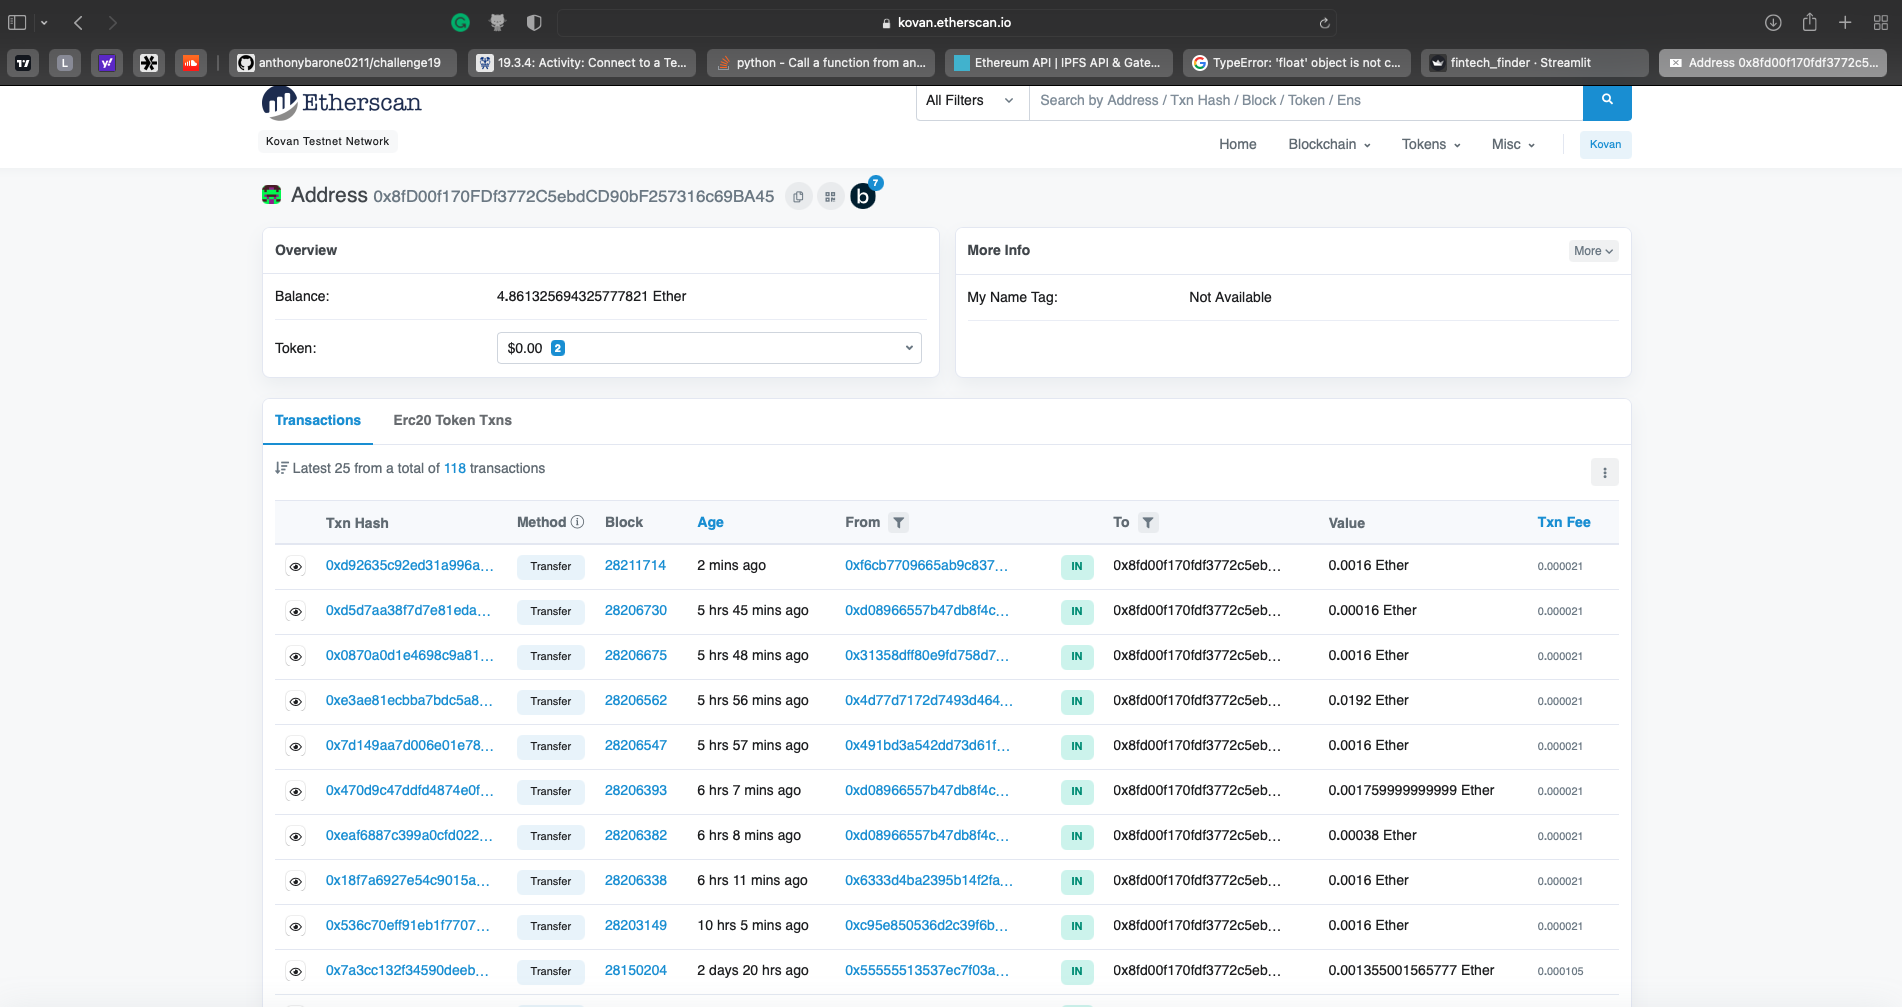 kovan.etherscan.io
L
y!
anthonybarone0211/challenge19
19.3.4: Activity: Connect to a Te...
python - Call a function from an...
Ethereum API | IPFS API & Gate...
TypeError: 'float' object is not c...
fintech_finder · Streamlit
Address 0x8fd00f170fdf3772c5...
Etherscan
All Filters
Search by Address / Txn Hash / Block / Token / Ens
Kovan Testnet Network
Home Blockchain Tokens Misc Kovan
Address 0x8fD00f170FDf3772C5ebdCD90bF257316c69BA45 b 7
Overview
Balance: 4.861325694325777821 Ether
Token: $0.00 2
More Info More
My Name Tag: Not Available
Transactions Erc20 Token Txns
Latest 25 from a total of 118 transactions
Txn Hash Method Block Age From To Value Txn Fee
0xd92635c92ed31a996a... Transfer 28211714 2 mins ago 0xf6cb7709665ab9c837... IN 0x8fd00f170fdf3772c5eb... 0.0016 Ether 0.000021
0xd5d7aa38f7d7e81eda... Transfer 28206730 5 hrs 45 mins ago 0xd08966557b47db8f4c... IN 0x8fd00f170fdf3772c5eb... 0.00016 Ether 0.000021
0x0870a0d1e4698c9a81... Transfer 28206675 5 hrs 48 mins ago 0x31358dff80e9fd758d7... IN 0x8fd00f170fdf3772c5eb... 0.0016 Ether 0.000021
0xe3ae81ecbba7bdc5a8... Transfer 28206562 5 hrs 56 mins ago 0x4d77d7172d7493d464... IN 0x8fd00f170fdf3772c5eb... 0.0192 Ether 0.000021
0x7d149aa7d006e01e78... Transfer 28206547 5 hrs 57 mins ago 0x491bd3a542dd73d61f... IN 0x8fd00f170fdf3772c5eb... 0.0016 Ether 0.000021
0x470d9c47ddfd4874e0f... Transfer 28206393 6 hrs 7 mins ago 0xd08966557b47db8f4c... IN 0x8fd00f170fdf3772c5eb... 0.001759999999999 Ether 0.000021
0xeaf6887c399a0cfd022... Transfer 28206382 6 hrs 8 mins ago 0xd08966557b47db8f4c... IN 0x8fd00f170fdf3772c5eb... 0.00038 Ether 0.000021
0x18f7a6927e54c9015a... Transfer 28206338 6 hrs 11 mins ago 0x6333d4ba2395b14f2fa... IN 0x8fd00f170fdf3772c5eb... 0.0016 Ether 0.000021
0x536c70eff91eb1f7707... Transfer 28203149 10 hrs 5 mins ago 0xc95e850536d2c39f6b... IN 0x8fd00f170fdf3772c5eb... 0.0016 Ether 0.000021
0x7a3cc132f34590deeb... Transfer 28150204 2 days 20 hrs ago 0x55555513537ec7f03a... IN 0x8fd00f170fdf3772c5eb... 0.001355001565777 Ether 0.000105